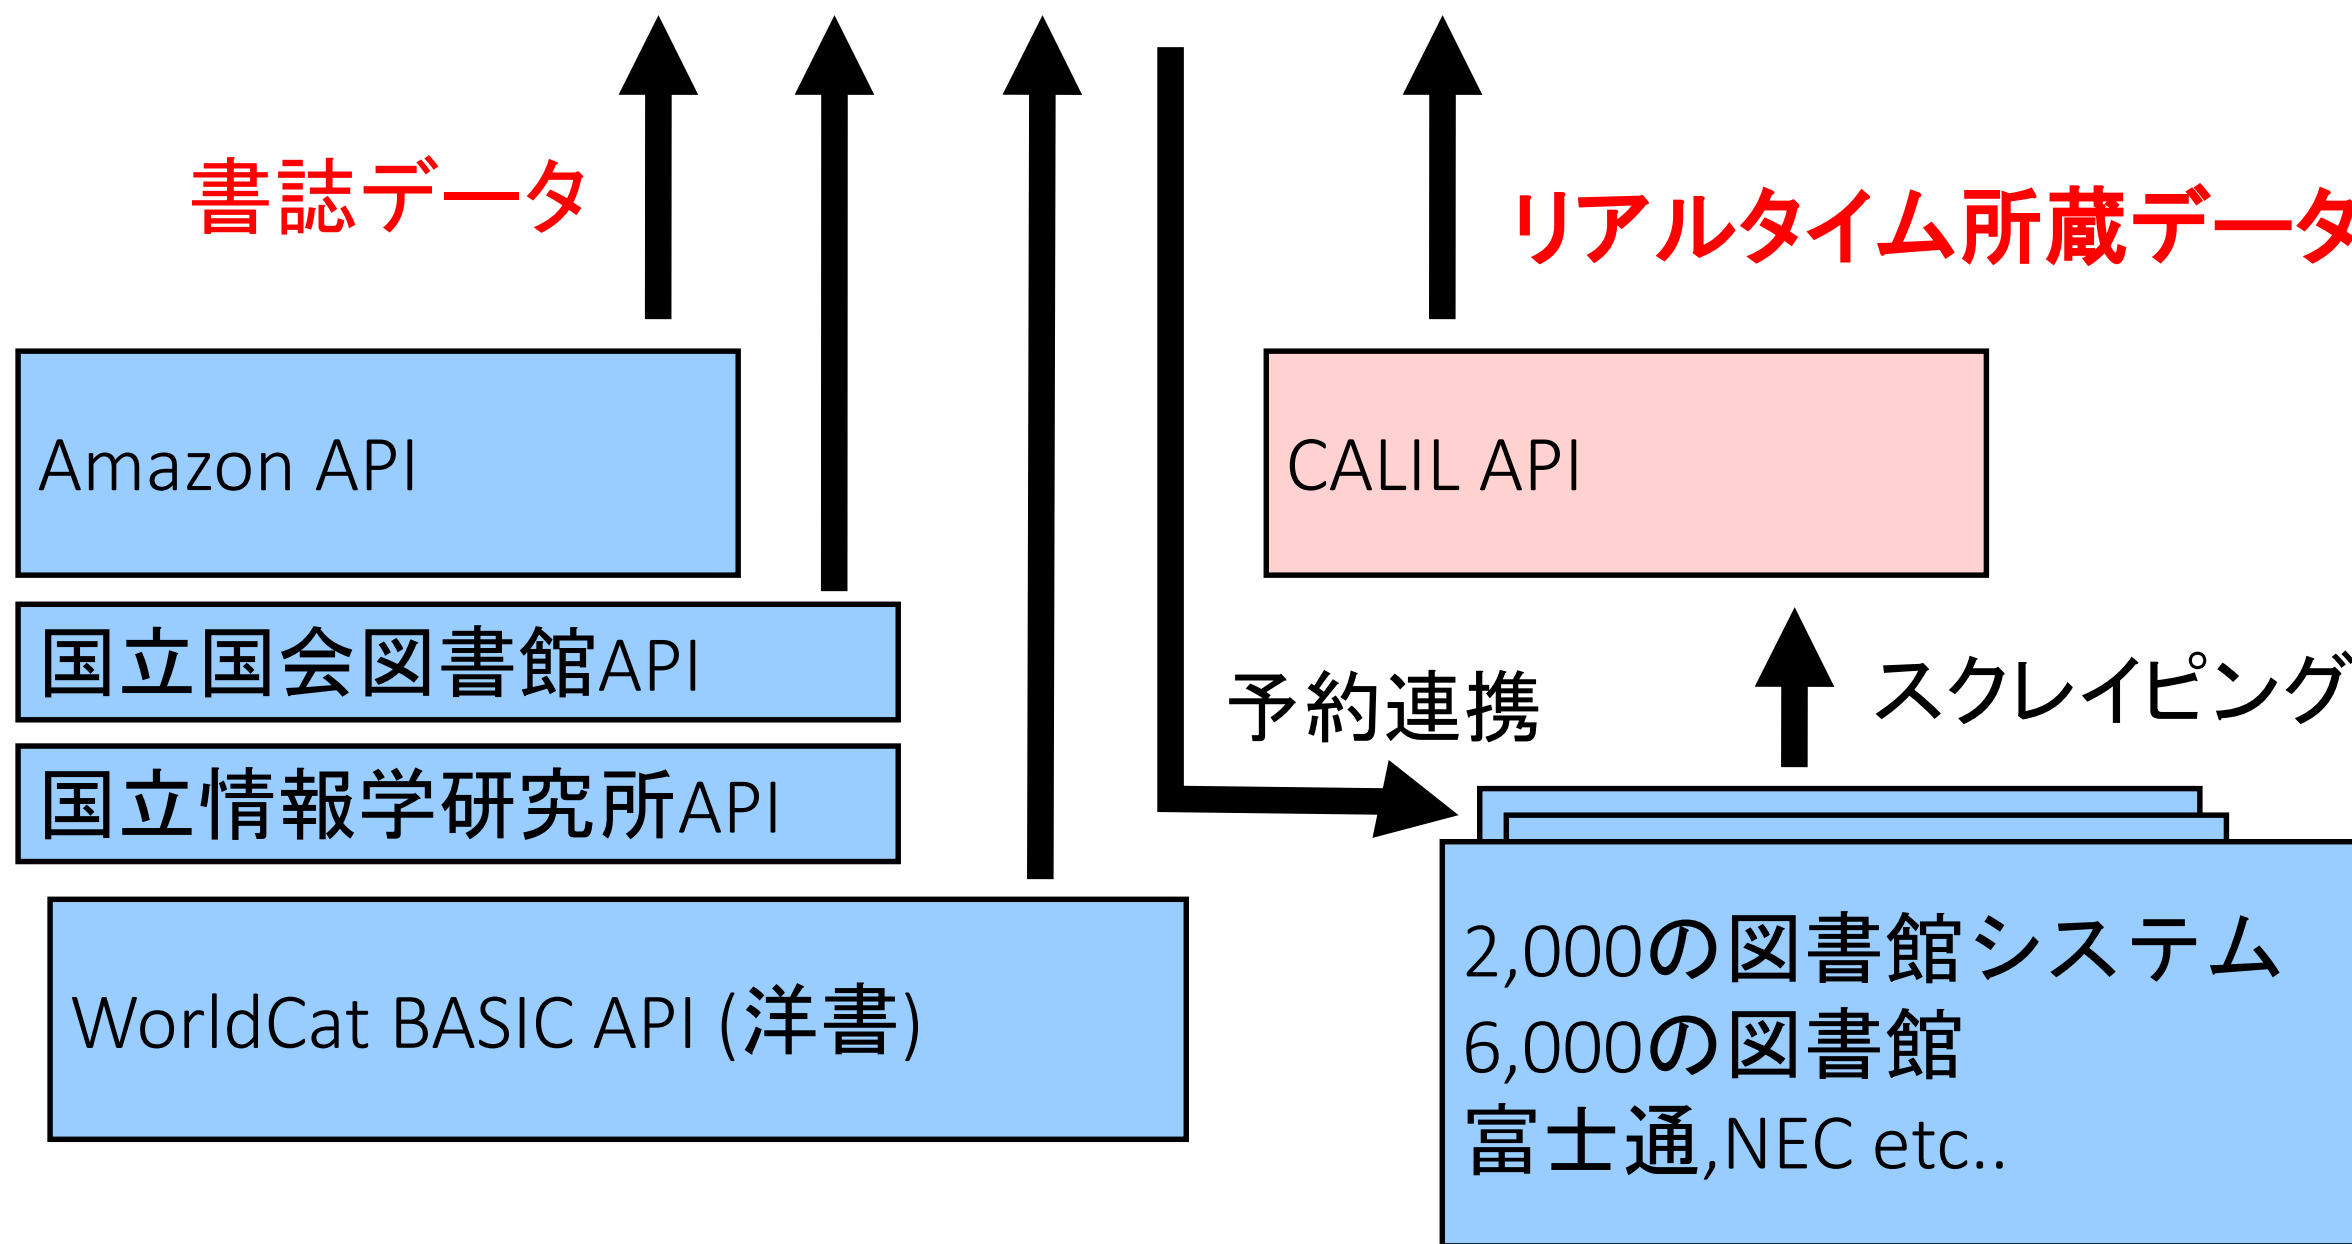 書誌データ
リアルタイム所蔵データ
Amazon API
CALIL API
国立国会図書館API
予約連携
スクレイピング
国立情報学研究所API
2,000の図書館システム
6,000の図書館
富士通,NEC etc..
WorldCat BASIC API (洋書)